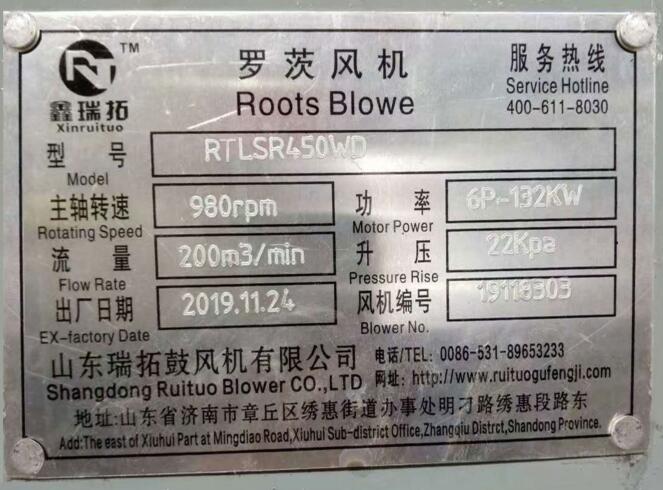 RT TM
罗茨风机
服务热线
Roots Blowe
Service Hotline
400-611-8030
鑫瑞拓
Xinruituo
型号 RTLSR450WD
Model
主轴转速 980rpm 功率 6P-132KW
Rotating Speed Motor Power
流量 200m3/min 升压 22Kpa
Flow Rate Pressure Rise
出厂日期 2019.11.24 风机编号 19118303
EX-factory Date Blower No.
山东瑞拓鼓风机有限公司 电话/TEL: 0086-531-89653233
Shangdong Ruituo Blower CO.,LTD 网址: http://www.ruituogufengji.com
地址:山东省济南市章丘区绣惠街道办事处明刁路绣惠段路东
Add:The east of Xiuhui Part at Mingdiao Road,Xiuhui Sub-district Office,Zhangqiu Distrct,Shandong Province.